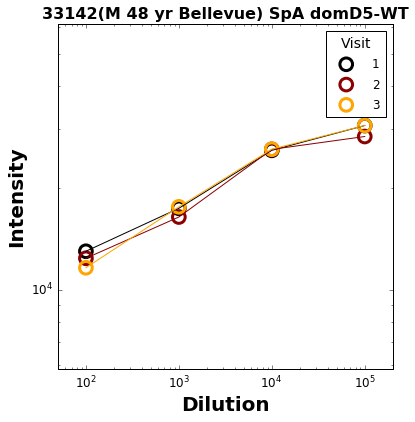 33142(M 48 yr Bellevue) SpA domD5-WT
Visit
1
2
3
Intensity
10⁴
10² 10³ 10⁴ 10⁵
Dilution